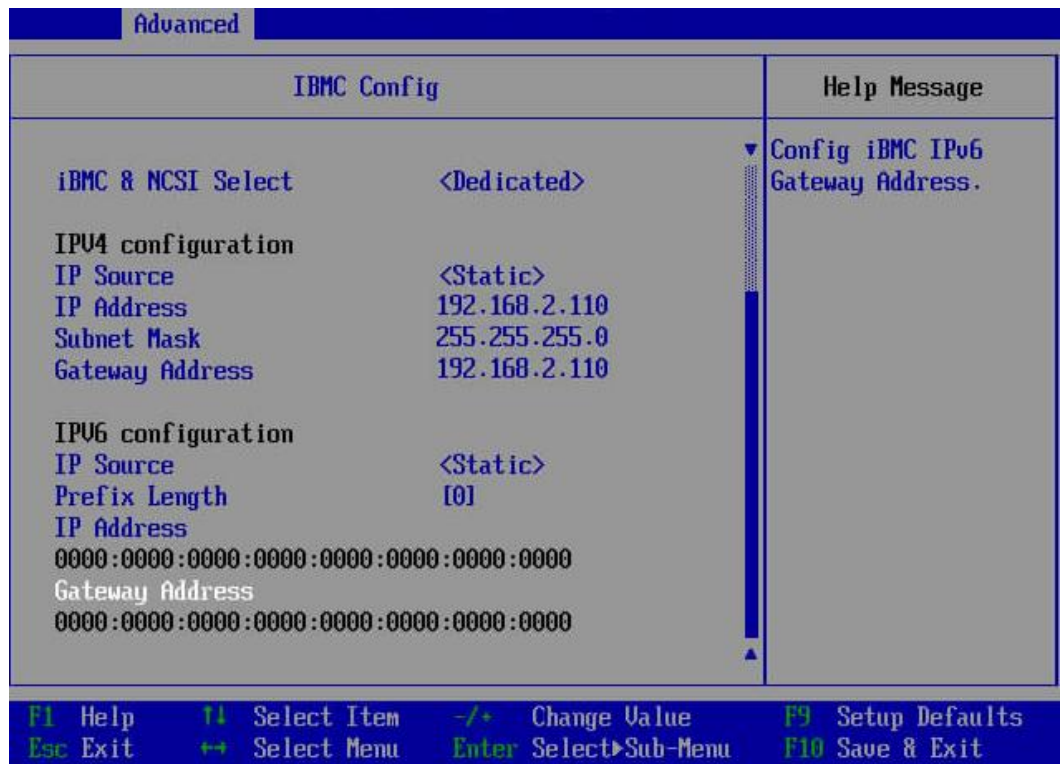 Advanced
IBMC Config
Help Message
iBMC & NCSI Select <Dedicated>
Config iBMC IPv6
Gateway Address.
IPV4 configuration
IP Source <Static>
IP Address 192.168.2.110
Subnet Mask 255.255.255.0
Gateway Address 192.168.2.110
IPV6 configuration
IP Source <Static>
Prefix Length [0]
IP Address
0000:0000:0000:0000:0000:0000:0000:0000
Gateway Address
0000:0000:0000:0000:0000:0000:0000:0000
F1 Help ↑↓ Select Item -/+ Change Value F9 Setup Defaults
Esc Exit ←→ Select Menu Enter Select▶Sub-Menu F10 Save & Exit